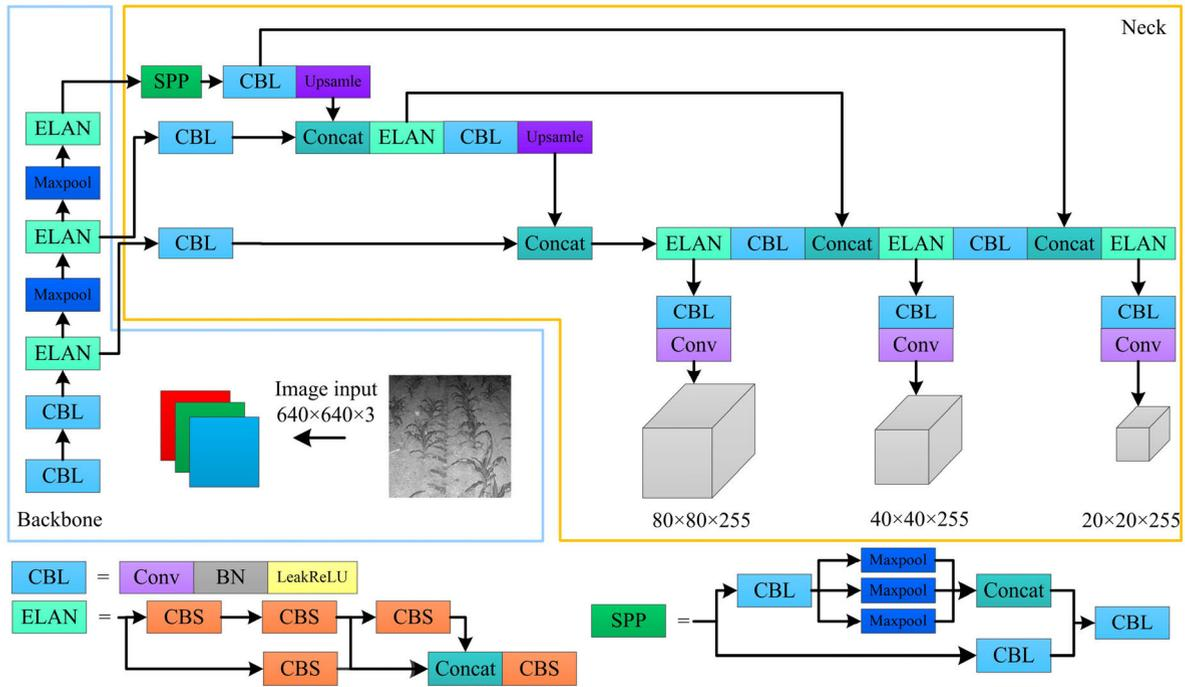 Neck
SPP
CBL
Upsamle
ELAN
CBL
Concat
ELAN
CBL
Upsamle
Maxpool
ELAN
CBL
Concat
ELAN
CBL
Concat
ELAN
CBL
Concat
ELAN
Maxpool
CBL
CBL
CBL
ELAN
Conv
Conv
Conv
Image input
640×640×3
CBL
CBL
Backbone
80×80×255
40×40×255
20×20×255
CBL
=
Conv
BN
LeakReLU
ELAN
=
CBS
CBS
CBS
CBS
Concat
CBS
SPP
=
CBL
Maxpool
Maxpool
Maxpool
Concat
CBL
CBL